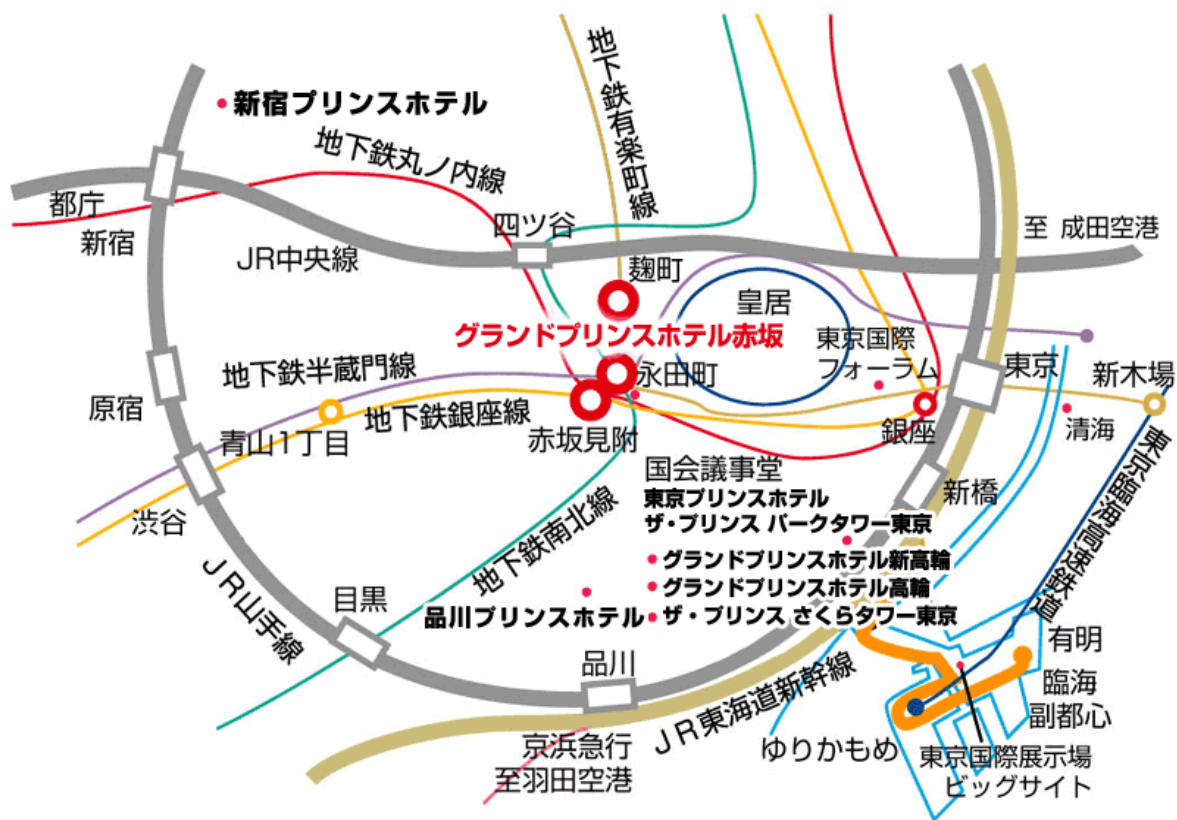 新宿プリンスホテル
地下鉄有楽町線
地下鉄丸ノ内線
都庁
新宿
四ツ谷
至 成田空港
JR中央線
麹町
皇居
グランドプリンスホテル赤坂
東京国際
フォーラム
東京
新木場
地下鉄半蔵門線
永田町
原宿
地下鉄銀座線
青山1丁目
赤坂見附
銀座
清海
国会議事堂
東京プリンスホテル
ザ・プリンス パークタワー東京
新橋
渋谷
東京臨海高速鉄道
地下鉄南北線
グランドプリンスホテル新高輪
グランドプリンスホテル高輪
品川プリンスホテル
ザ・プリンス さくらタワー東京
JR山手線
目黒
品川
有明
臨海
副都心
JR東海道新幹線
京浜急行
至羽田空港
ゆりかもめ
東京国際展示場
ビッグサイト